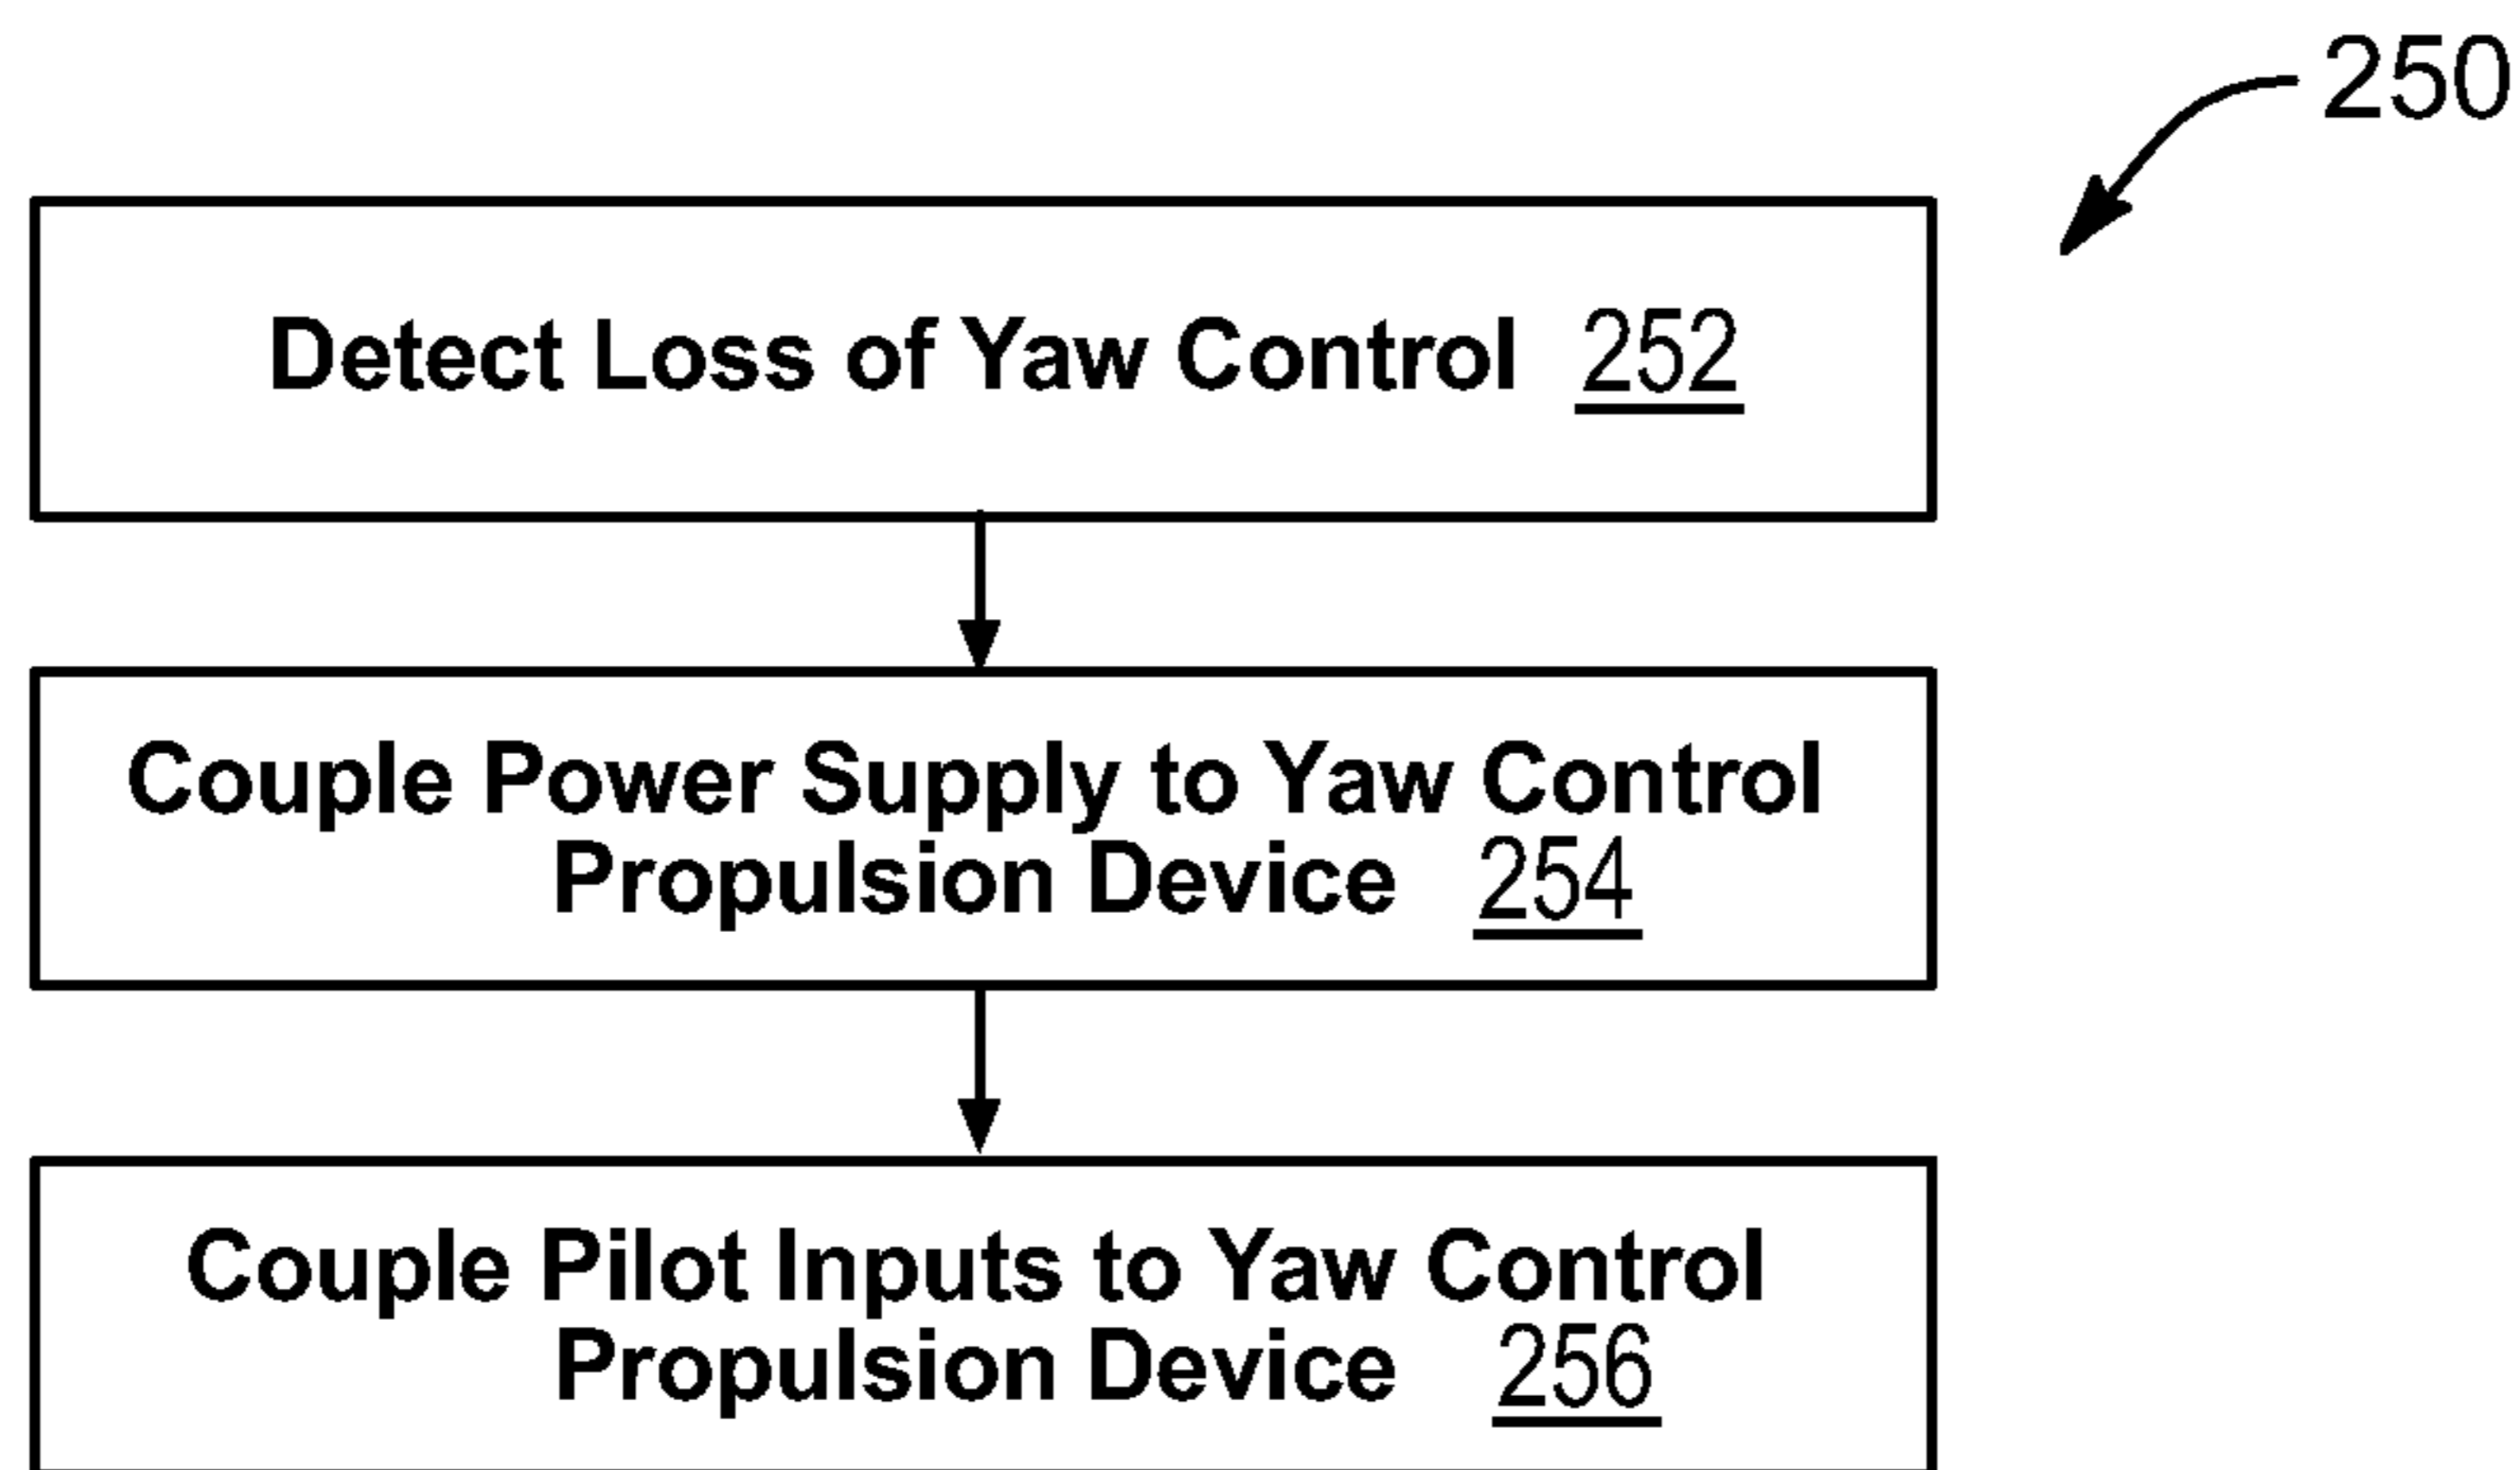 250
Detect Loss of Yaw Control 252
Couple Power Supply to Yaw Control
Propulsion Device 254
Couple Pilot Inputs to Yaw Control
Propulsion Device 256